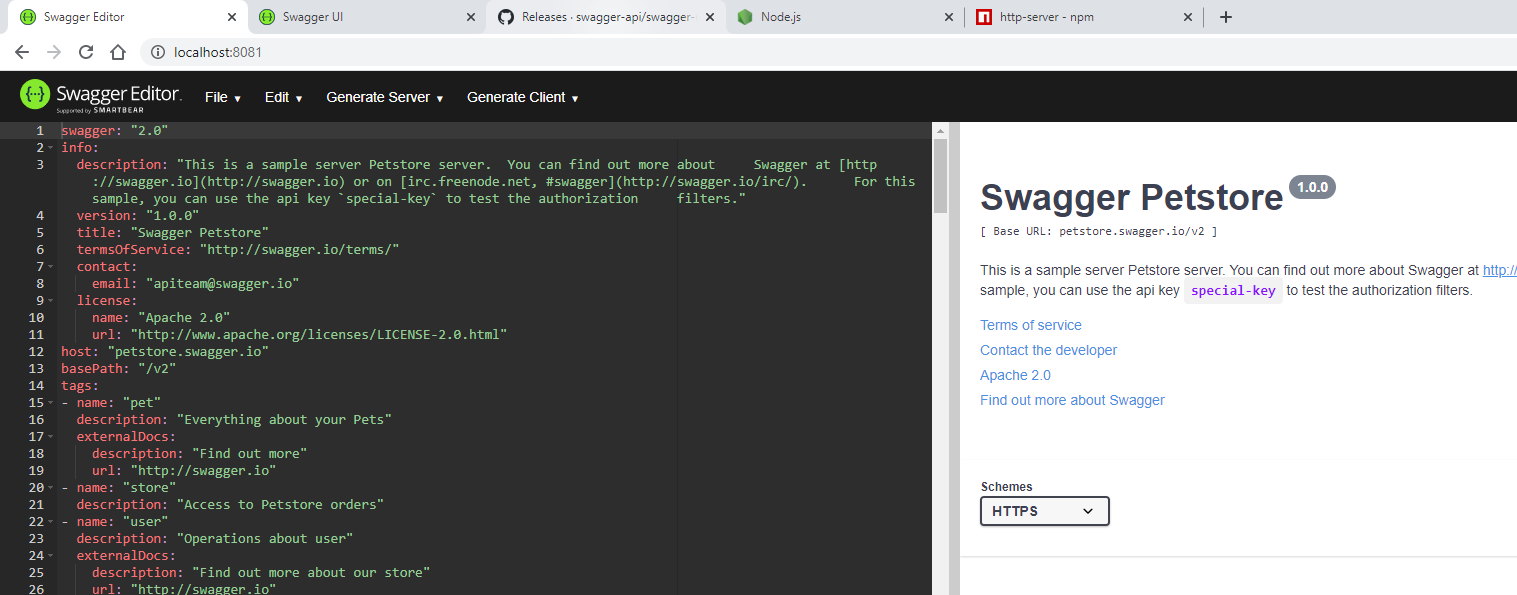 Swagger Editor
Swagger UI
Releases · swagger-api/swagger-
Node.js
http-server - npm
localhost:8081
Swagger Editor.
Supported by SMARTBEAR
File
Edit
Generate Server
Generate Client
1 swagger: "2.0"
2 info:
3 description: "This is a sample server Petstore server.  You can find out more about     Swagger at [http
://swagger.io](http://swagger.io) or on [irc.freenode.net, #swagger](http://swagger.io/irc/).      For this
sample, you can use the api key `special-key` to test the authorization     filters."
4 version: "1.0.0"
5 title: "Swagger Petstore"
6 termsOfService: "http://swagger.io/terms/"
7 contact:
8 email: "apiteam@swagger.io"
9 license:
10 name: "Apache 2.0"
11 url: "http://www.apache.org/licenses/LICENSE-2.0.html"
12 host: "petstore.swagger.io"
13 basePath: "/v2"
14 tags:
15 - name: "pet"
16 description: "Everything about your Pets"
17 externalDocs:
18 description: "Find out more"
19 url: "http://swagger.io"
20 - name: "store"
21 description: "Access to Petstore orders"
22 - name: "user"
23 description: "Operations about user"
24 externalDocs:
25 description: "Find out more about our store"
26 url: "http://swagger.io"
Swagger Petstore 1.0.0
[ Base URL: petstore.swagger.io/v2 ]
This is a sample server Petstore server. You can find out more about Swagger at http://
sample, you can use the api key special-key to test the authorization filters.
Terms of service
Contact the developer
Apache 2.0
Find out more about Swagger
Schemes
HTTPS